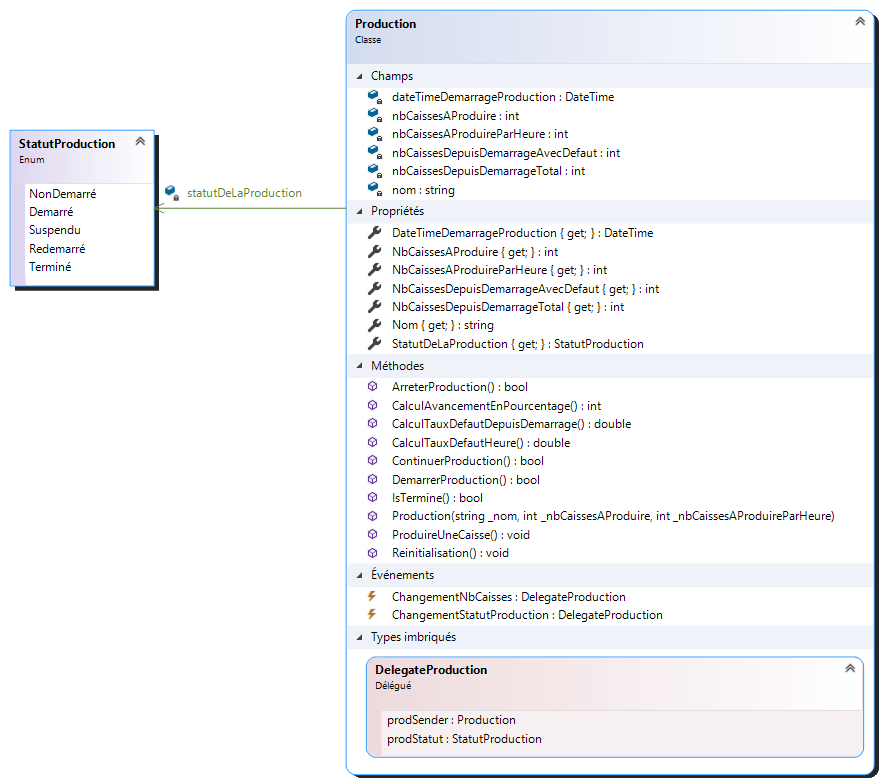 StatutProduction
Enum
NonDemarré
Demarré
Suspendu
Redemarré
Terminé
statutDeLaProduction
Production
Classe
Champs
dateTimeDemarrageProduction : DateTime
nbCaissesAProduire : int
nbCaissesAProduireParHeure : int
nbCaissesDepuisDemarrageAvecDefaut : int
nbCaissesDepuisDemarrageTotal : int
nom : string
Propriétés
DateTimeDemarrageProduction { get; } : DateTime
NbCaissesAProduire { get; } : int
NbCaissesAProduireParHeure { get; } : int
NbCaissesDepuisDemarrageAvecDefaut { get; } : int
NbCaissesDepuisDemarrageTotal { get; } : int
Nom { get; } : string
StatutDeLaProduction { get; } : StatutProduction
Méthodes
ArreterProduction() : bool
CalculAvancementEnPourcentage() : int
CalculTauxDefautDepuisDemarrage() : double
CalculTauxDefautHeure() : double
ContinuerProduction() : bool
DemarrerProduction() : bool
IsTermine() : bool
Production(string _nom, int _nbCaissesAProduire, int _nbCaissesAProduireParHeure)
ProduireUneCaisse() : void
Reinitialisation() : void
Événements
ChangementNbCaisses : DelegateProduction
ChangementStatutProduction : DelegateProduction
Types imbriqués
DelegateProduction
Délégué
prodSender : Production
prodStatut : StatutProduction